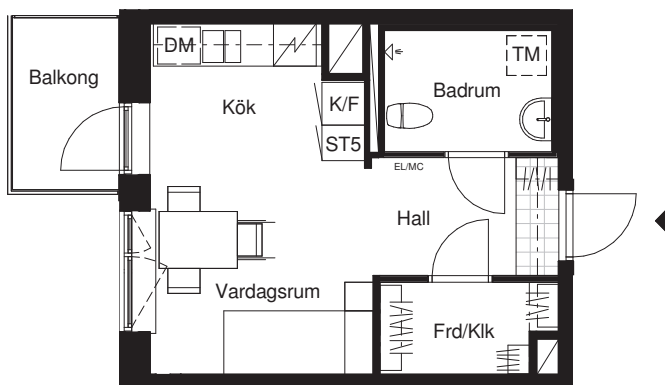 DM
TM
Balkong
Badrum
K/F
Kök
ST5
EL/MC
Hall
Vardagsrum
Frd/Klk